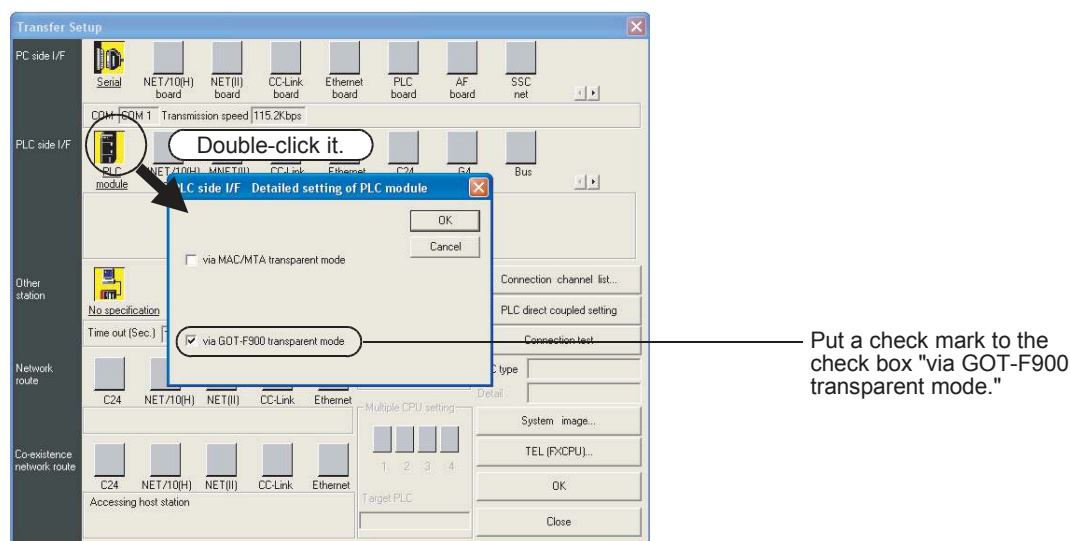 Transfer Setup
PC side I/F
Serial NET/10(H) board NET(II) board CC-Link board Ethernet board PLC board AF board SSC net
COM COM 1 Transmission speed 115.2Kbps
PLC side I/F
Double-click it.
PLC module MNET(II) CC-Link Ethernet C24 G4 Bus
PLC side I/F Detailed setting of PLC module
OK
Cancel
via MAC/MTA transparent mode
via GOT-F900 transparent mode
Put a check mark to the
check box "via GOT-F900
transparent mode."
Other
station
No specification
Time out (Sec.)
Connection channel list...
PLC direct coupled setting
Connection test
type
Detail
System image...
TEL (FXCPU)...
OK
Close
Network
route
C24 NET/10(H) NET(II) CC-Link Ethernet
Multiple CPU setting
1 2 3 4
Target PLC
Co-existence
network route
C24 NET/10(H) NET(II) CC-Link Ethernet
Accessing host station